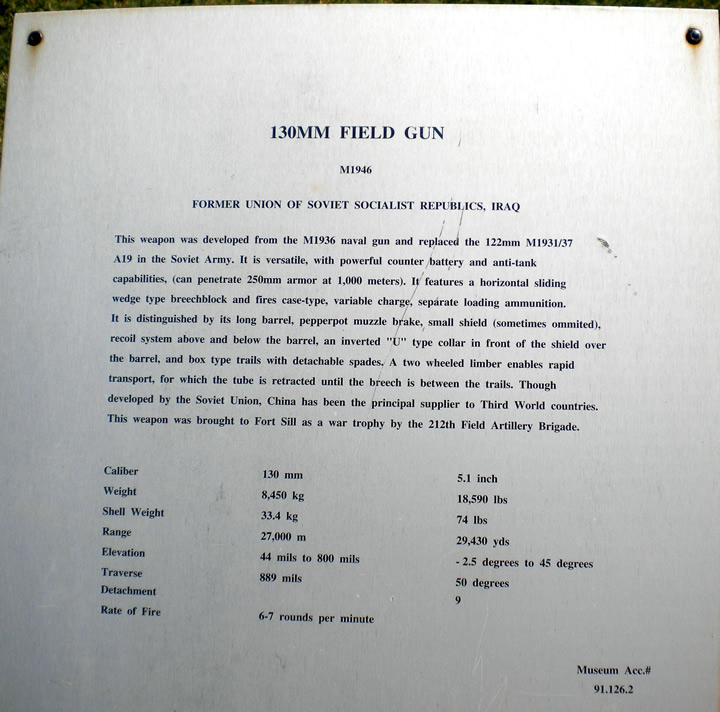 130MM FIELD GUN
M1946
FORMER UNION OF SOVIET SOCIALIST REPUBLICS, IRAQ
This weapon was developed from the M1936 naval gun and replaced the 122mm M1931/37
A19 in the Soviet Army. It is versatile, with powerful counter battery and anti-tank
capabilities, (can penetrate 250mm armor at 1,000 meters). It features a horizontal sliding
wedge type breechblock and fires case-type, variable charge, separate loading ammunition.
It is distinguished by its long barrel, pepperpot muzzle brake, small shield (sometimes ommited),
recoil system above and below the barrel, an inverted "U" type collar in front of the shield over
the barrel, and box type trails with detachable spades. A two wheeled limber enables rapid
transport, for which the tube is retracted until the breech is between the trails. Though
developed by the Soviet Union, China has been the principal supplier to Third World countries.
This weapon was brought to Fort Sill as a war trophy by the 212th Field Artillery Brigade.
Caliber 130 mm 5.1 inch
Weight 8,450 kg 18,590 lbs
Shell Weight 33.4 kg 74 lbs
Range 27,000 m 29,430 yds
Elevation 44 mils to 800 mils - 2.5 degrees to 45 degrees
Traverse 889 mils 50 degrees
Detachment 9
Rate of Fire 6-7 rounds per minute
Museum Acc.#
91.126.2